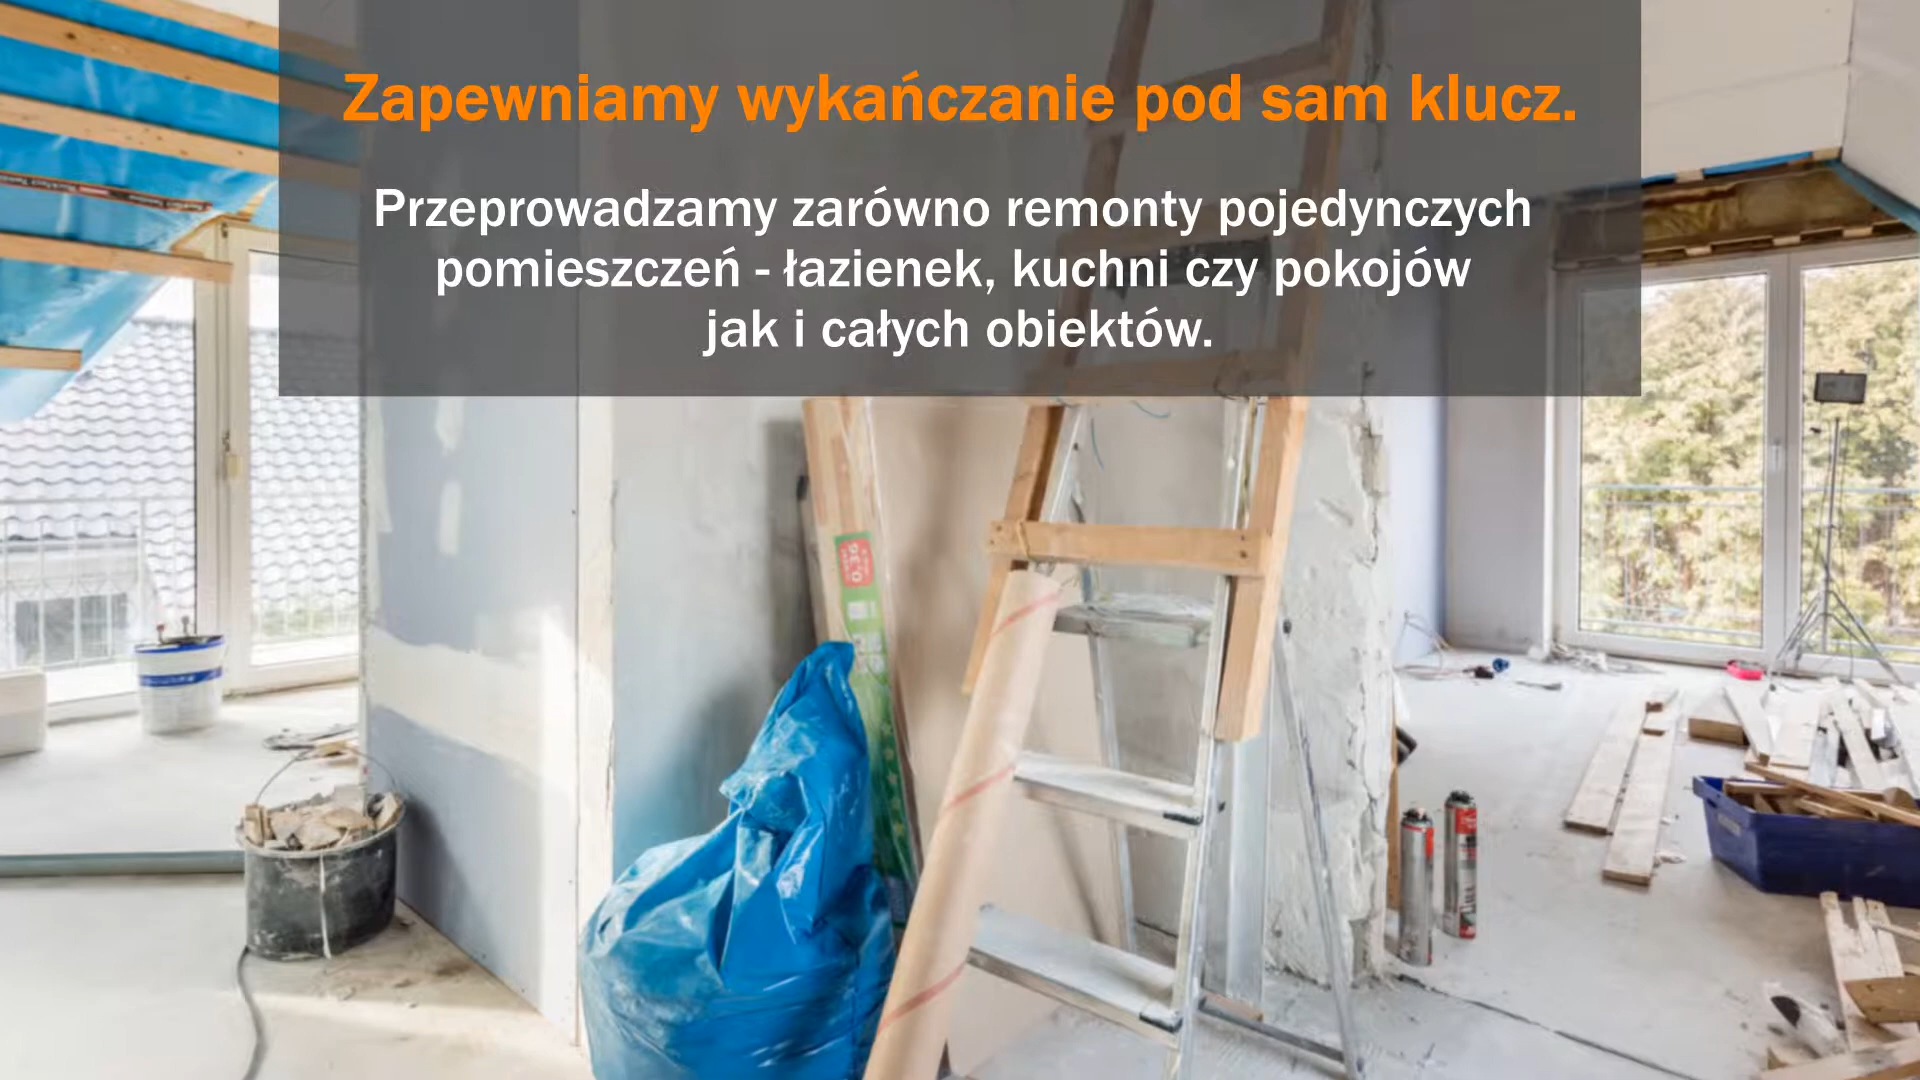 Zapewniamy wykańczanie pod sam klucz.
Przeprowadzamy zarówno remonty pojedynczych
pomieszczeń - łazienek, kuchni czy pokojów
jak i całych obiektów.